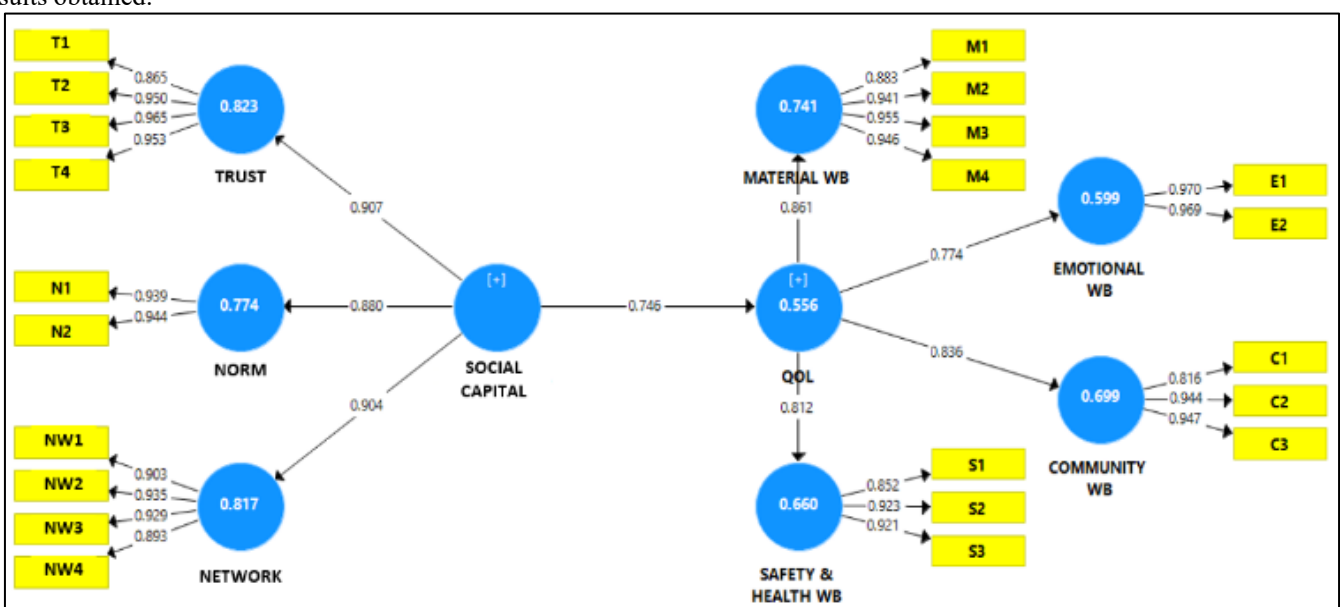 sults obtained.
T1
T2
T3
T4
0.865
0.950
0.965
0.953
0.823
TRUST
0.907
N1
N2
0.939
0.944
0.774
NORM
0.880
NW1
NW2
NW3
NW4
0.903
0.935
0.929
0.893
0.817
NETWORK
0.904
[+]
SOCIAL
CAPITAL
0.746
[+]
0.556
QOL
0.861
0.741
MATERIAL WB
0.883
0.941
0.955
0.946
M1
M2
M3
M4
0.774
0.599
EMOTIONAL
WB
0.970
0.969
E1
E2
0.836
0.699
COMMUNITY
WB
0.816
0.944
0.947
C1
C2
C3
0.812
0.660
SAFETY &
HEALTH WB
0.852
0.923
0.921
S1
S2
S3